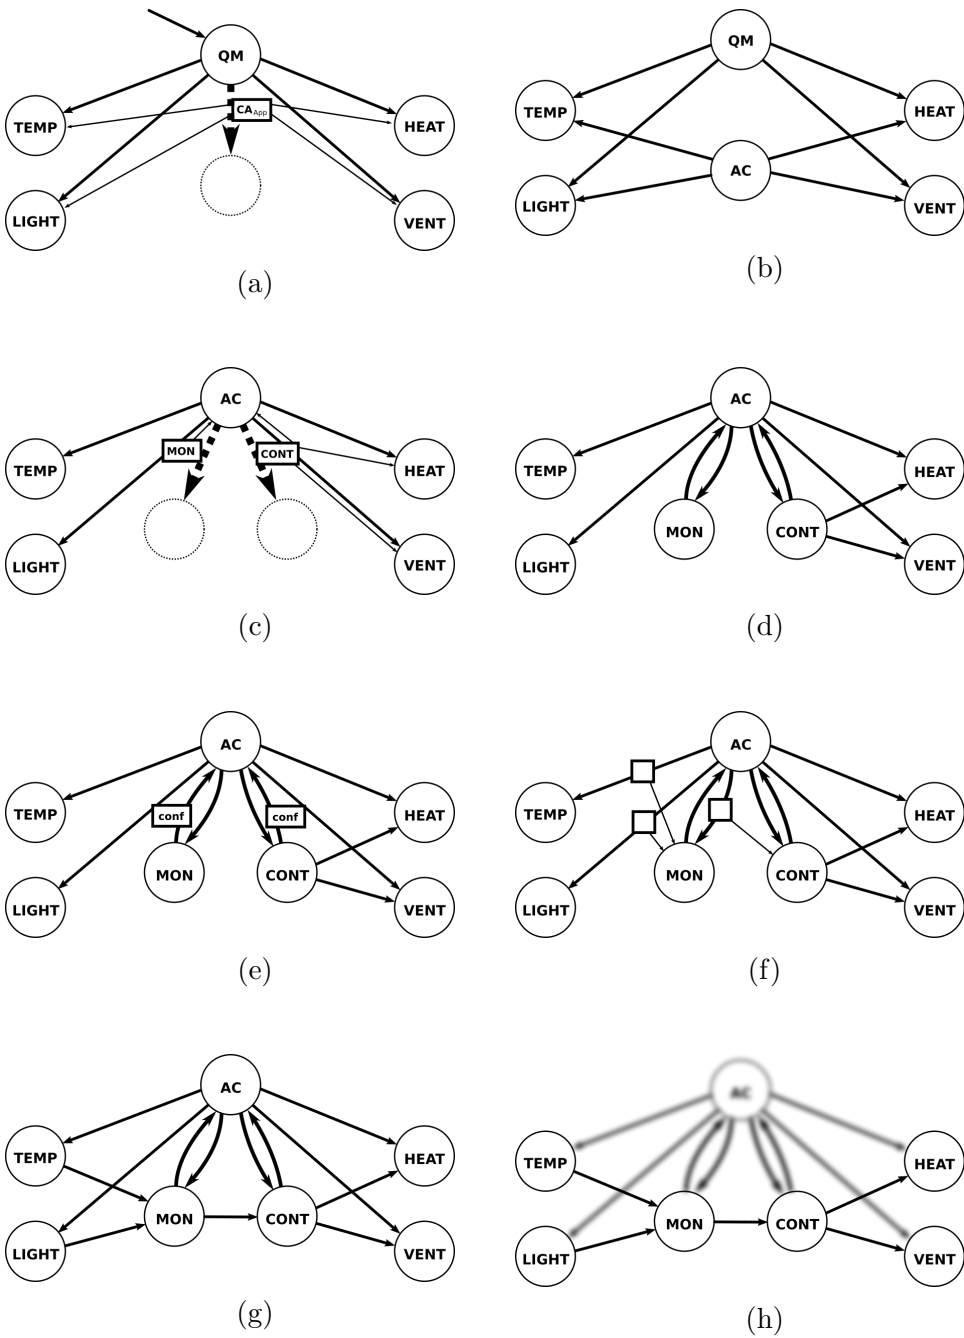 QM
CA_App
TEMP
HEAT
LIGHT
VENT
(a)
QM
TEMP
HEAT
AC
LIGHT
VENT
(b)
AC
MON
CONT
TEMP
HEAT
LIGHT
VENT
(c)
AC
TEMP
HEAT
MON
CONT
LIGHT
VENT
(d)
AC
TEMP
conf
conf
HEAT
MON
CONT
LIGHT
VENT
(e)
AC
TEMP
HEAT
MON
CONT
LIGHT
VENT
(f)
AC
TEMP
HEAT
MON
CONT
LIGHT
VENT
(g)
AC
TEMP
HEAT
MON
CONT
LIGHT
VENT
(h)